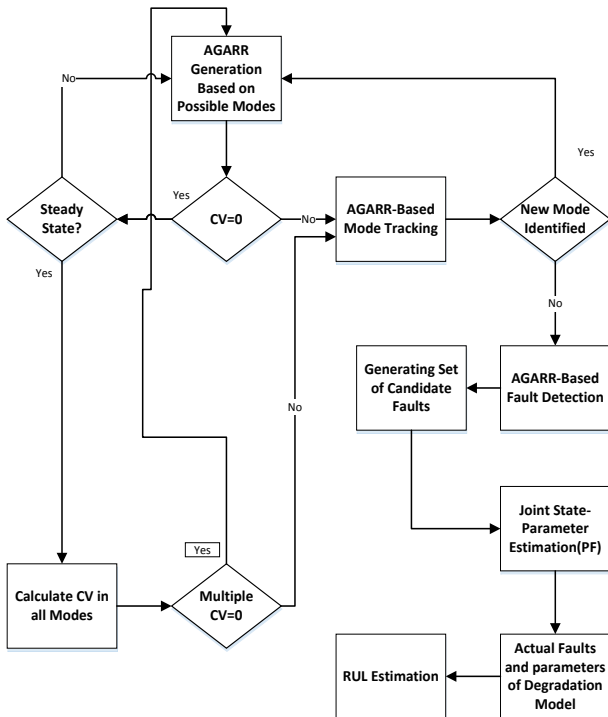 AGARR
Generation
Based on
Possible Modes
No
Yes
Steady
State?
Yes
CV=0
No
AGARR-Based
Mode Tracking
New Mode
Identified
Yes
No
Generating Set
of Candidate
Faults
AGARR-Based
Fault Detection
No
Joint State-
Parameter
Estimation(PF)
Yes
Calculate CV in
all Modes
Multiple
CV=0
RUL Estimation
Actual Faults
and parameters
of Degradation
Model